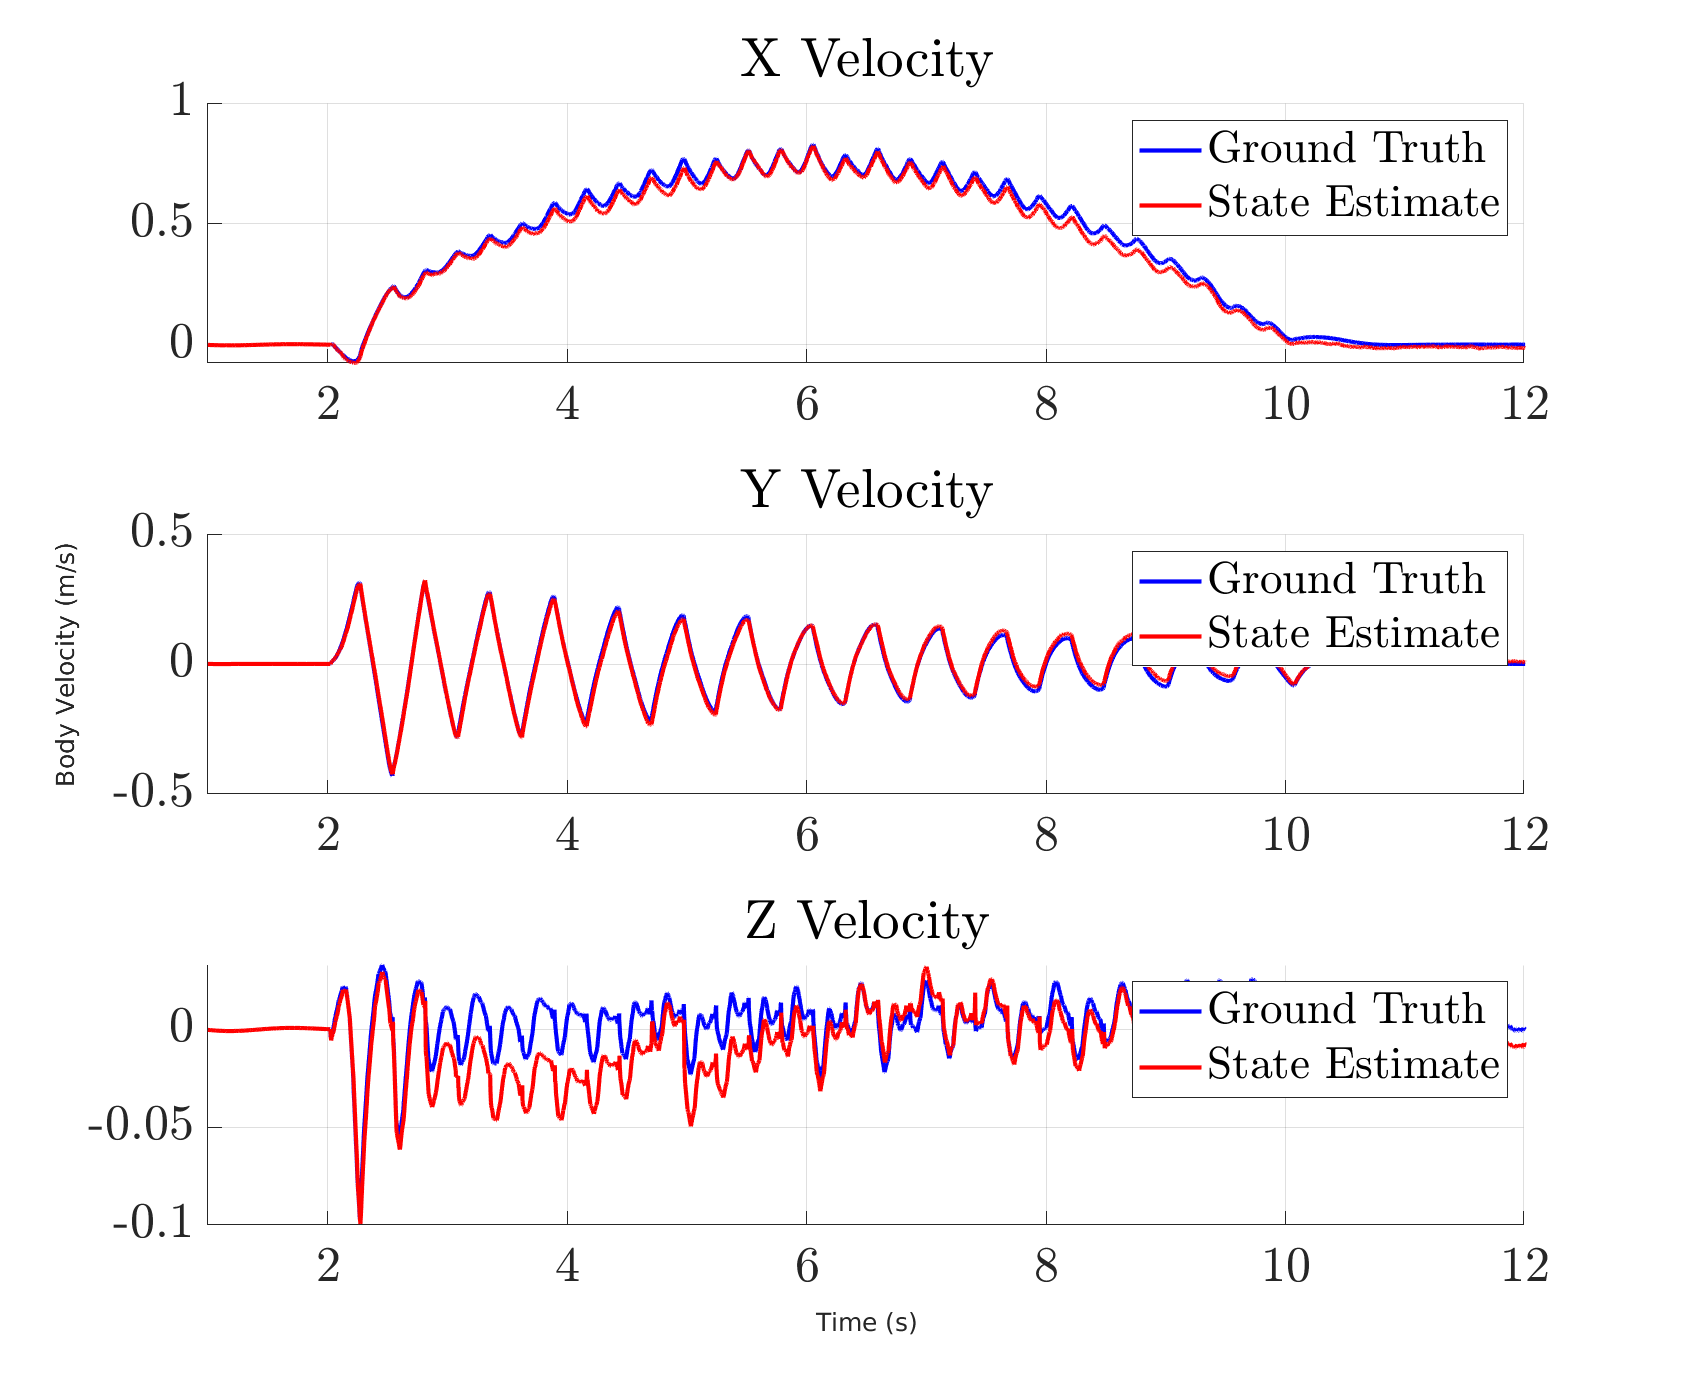 X Velocity
1
0.5
0
Ground Truth
State Estimate
2 4 6 8 10 12
Y Velocity
0.5
0
-0.5
Ground Truth
State Estimate
Body Velocity (m/s)
2 4 6 8 10 12
Z Velocity
0
-0.05
-0.1
Ground Truth
State Estimate
2 4 6 8 10 12
Time (s)